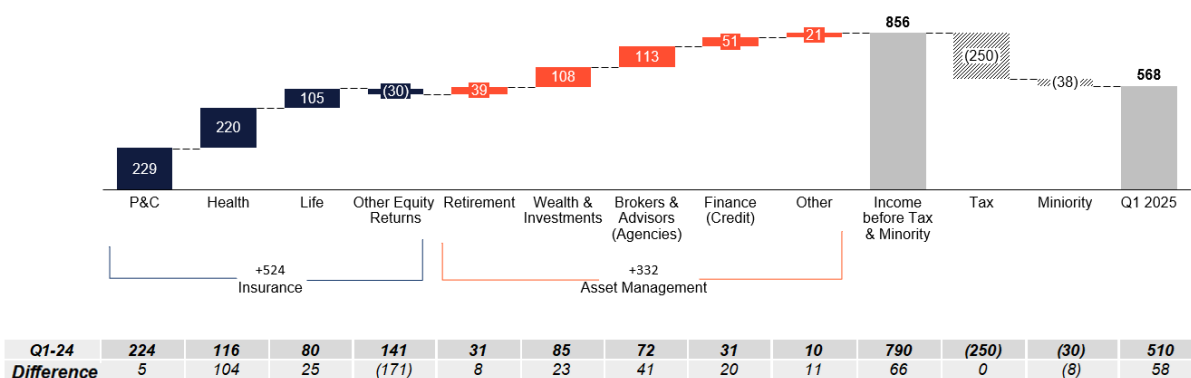 856
51
21
113
(250)
108
(38)
568
105
(30)
39
220
229
P&C
Health
Life
Other Equity
Returns
Retirement
Wealth &
Investments
Brokers &
Advisors
(Agencies)
Finance
(Credit)
Other
Income
before Tax
& Minority
Tax
Miniority
Q1 2025
+524
Insurance
+332
Asset Management
Q1-24 224 116 80 141 31 85 72 31 10 790 (250) (30) 510
Difference 5 104 25 (171) 8 23 41 20 11 66 0 (8) 58